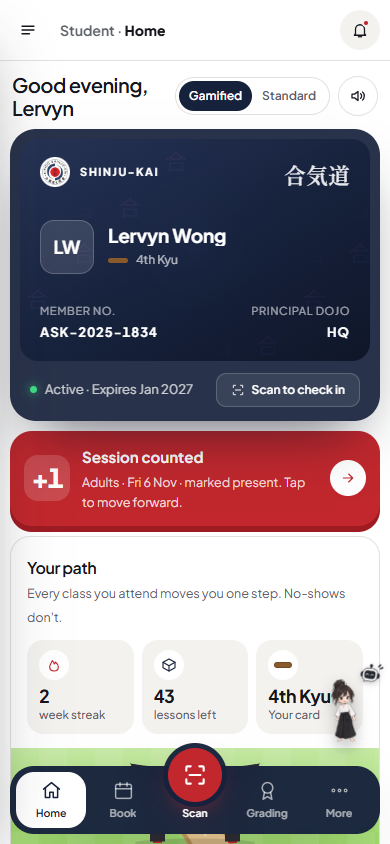 Student · Home
Good evening,
Lervyn
Gamified
Standard
SHINJU-KAI
合気道
LW
Lervyn Wong
4th Kyu
MEMBER NO.
PRINCIPAL DOJO
ASK-2025-1834
HQ
Active · Expires Jan 2027
Scan to check in
+1
Session counted
Adults · Fri 6 Nov · marked present. Tap
to move forward.
Your path
Every class you attend moves you one step. No-shows
don't.
2
week streak
43
lessons left
4th Kyu
Your card
Home
Book
Scan
Grading
More